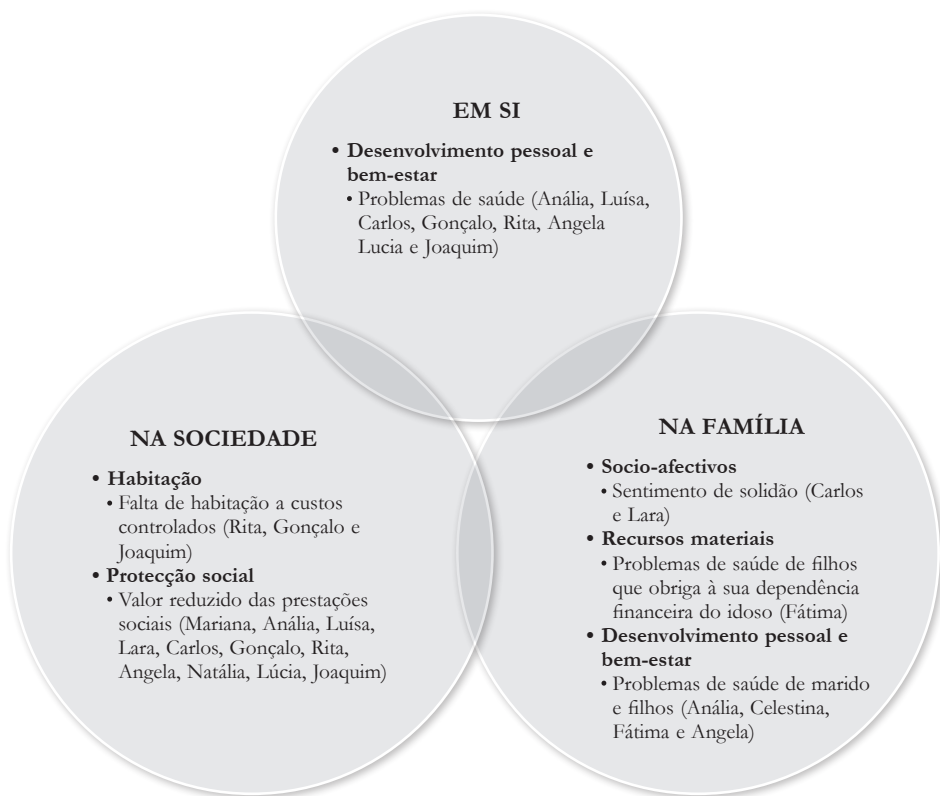 EM SI
• Desenvolvimento pessoal e
bem-estar
• Problemas de saúde (Anália, Luísa,
Carlos, Gonçalo, Rita, Angela
Lucia e Joaquim)
NA SOCIEDADE
• Habitação
• Falta de habitação a custos
controlados (Rita, Gonçalo e
Joaquim)
• Protecção social
• Valor reduzido das prestações
sociais (Mariana, Anália, Luísa,
Lara, Carlos, Gonçalo, Rita,
Angela, Natália, Lúcia, Joaquim)
NA FAMÍLIA
• Socio-afectivos
• Sentimento de solidão (Carlos
e Lara)
• Recursos materiais
• Problemas de saúde de filhos
que obriga à sua dependência
financeira do idoso (Fátima)
• Desenvolvimento pessoal e
bem-estar
• Problemas de saúde de marido
e filhos (Anália, Celestina,
Fátima e Angela)